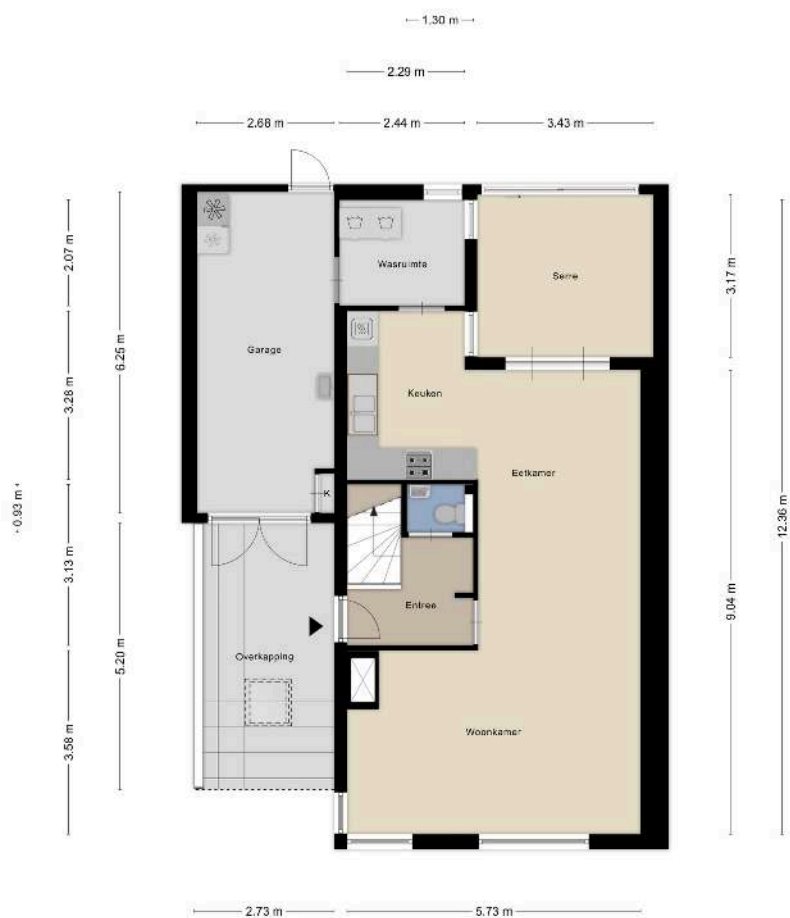 1.30 m
2.29 m
2.68 m
2.44 m
3.43 m
2.07 m
Wasruimte
Serre
3.17 m
6.25 m
Garage
3.28 m
Keuken
Eetkamer
K
0.93 m
12.36 m
3.13 m
Entree
9.04 m
Overkapping
5.20 m
3.58 m
Woonkamer
2.73 m
5.73 m